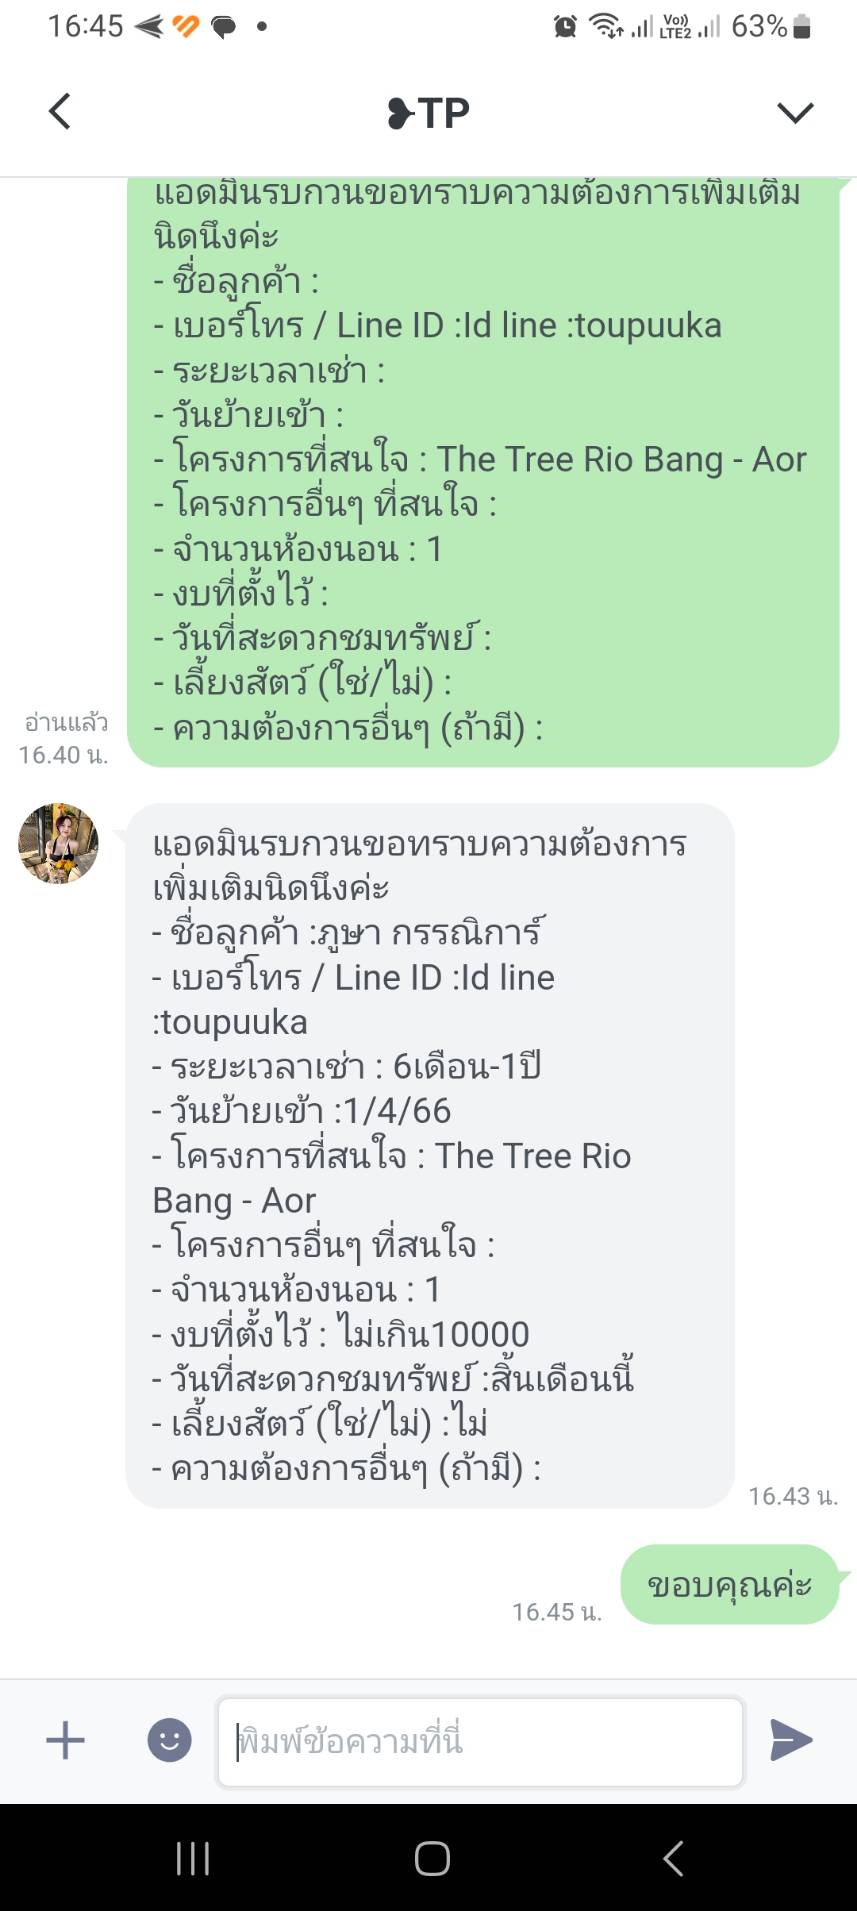 16:45
Vo))
LTE2
63%
❥TP
แอดมินรบกวนขอทราบความต้องการเพิ่มเติม
นิดนึงค่ะ
- ชื่อลูกค้า :
- เบอร์โทร / Line ID :Id line :toupuuka
- ระยะเวลาเช่า :
- วันย้ายเข้า :
- โครงการที่สนใจ : The Tree Rio Bang - Aor
- โครงการอื่นๆ ที่สนใจ :
- จำนวนห้องนอน : 1
- งบที่ตั้งไว้ :
- วันที่สะดวกชมทรัพย์ :
- เลี้ยงสัตว์ (ใช่/ไม่) :
- ความต้องการอื่นๆ (ถ้ามี) :
อ่านแล้ว
16.40 น.
แอดมินรบกวนขอทราบความต้องการ
เพิ่มเติมนิดนึงค่ะ
- ชื่อลูกค้า :ภูษา กรรณิการ์
- เบอร์โทร / Line ID :Id line
:toupuuka
- ระยะเวลาเช่า : 6เดือน-1ปี
- วันย้ายเข้า :1/4/66
- โครงการที่สนใจ : The Tree Rio
Bang - Aor
- โครงการอื่นๆ ที่สนใจ :
- จำนวนห้องนอน : 1
- งบที่ตั้งไว้ : ไม่เกิน10000
- วันที่สะดวกชมทรัพย์ :สิ้นเดือนนี้
- เลี้ยงสัตว์ (ใช่/ไม่) :ไม่
- ความต้องการอื่นๆ (ถ้ามี) :
16.43 น.
ขอบคุณค่ะ
16.45 น.
พิมพ์ข้อความที่นี่